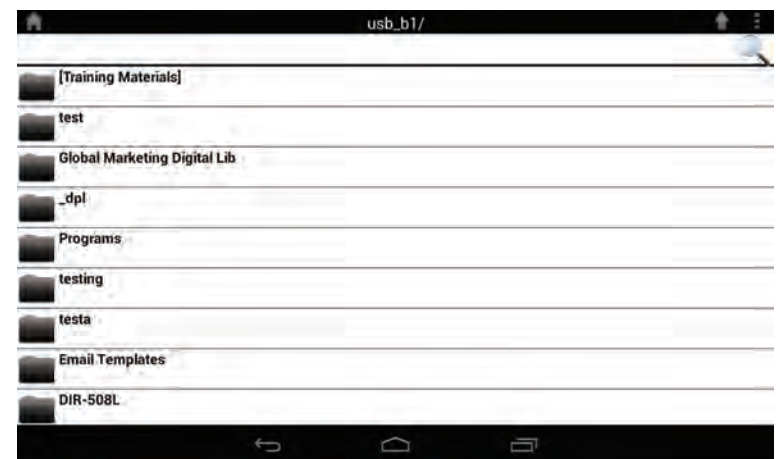 usb_b1/
[Training Materials]
test
Global Marketing Digital Lib
_dpl
Programs
testing
testa
Email Templates
DIR-508L